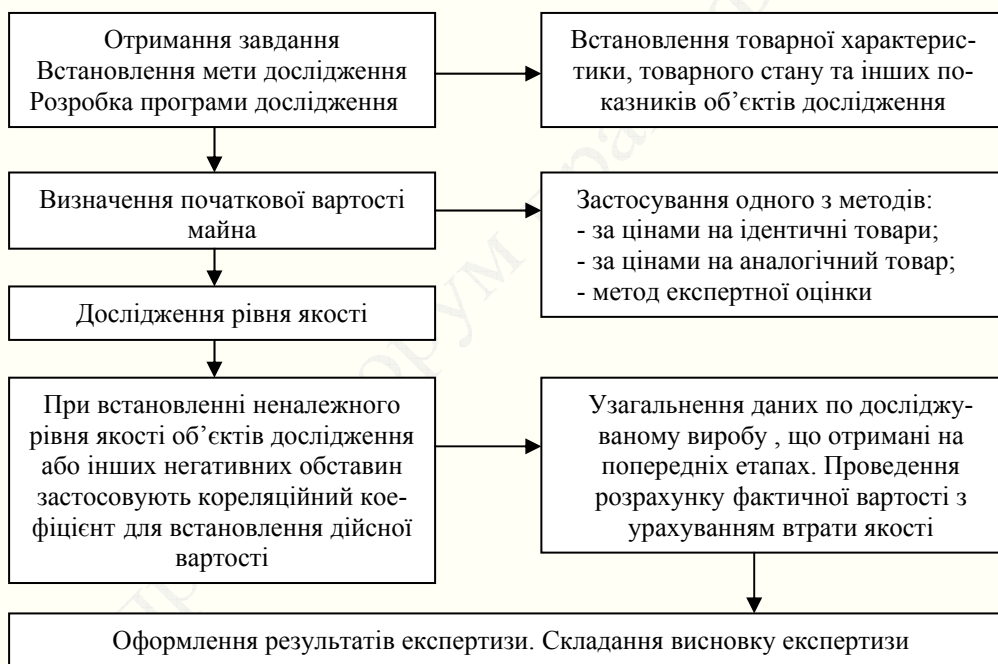 Отримання завдання
Встановлення мети дослідження
Розробка програми дослідження
Встановлення товарної характерис-
тики, товарного стану та інших по-
казників об’єктів дослідження
Визначення початкової вартості
майна
Застосування одного з методів:
- за цінами на ідентичні товари;
- за цінами на аналогічний товар;
- метод експертної оцінки
Дослідження рівня якості
При встановленні неналежного
рівня якості об’єктів дослідження
або інших негативних обставин
застосовують кореляційний кое-
фіцієнт для встановлення дійсної
вартості
Узагальнення даних по досліджу-
ваному виробу , що отримані на
попередніх етапах. Проведення
розрахунку фактичної вартості з
урахуванням втрати якості
Оформлення результатів експертизи. Складання висновку експертизи